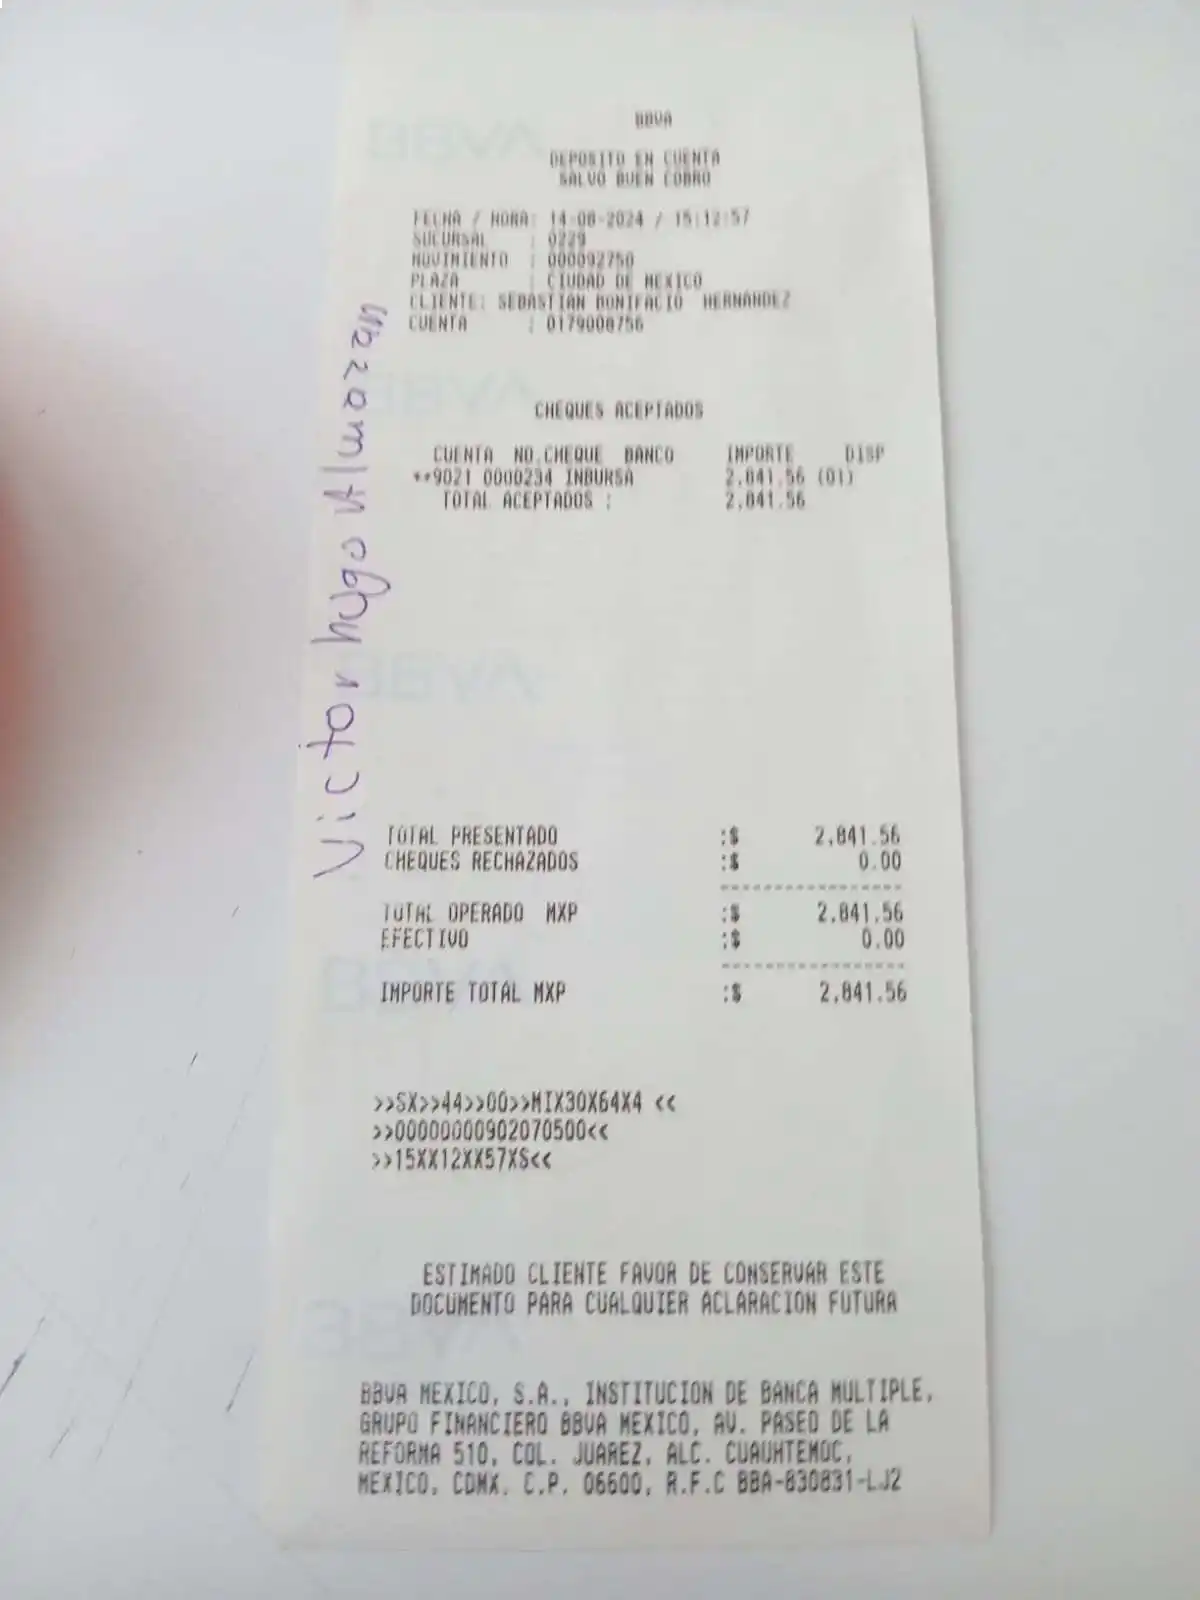 BBVA
DEPOSITO EN CUENTA
SALVO BUEN COBRO
FECHA / HORA: 14-08-2024 / 15:12:57
SUCURSAL : 0229
MOVIMIENTO : 000092750
PLAZA : CIUDAD DE MEXICO
CLIENTE: SEBASTIAN BONIFACIO HERNANDEZ
CUENTA : 0179008756
CHEQUES ACEPTADOS
CUENTA NO.CHEQUE BANCO IMPORTE DISP
**9021 0000234 INBURSA 2,841.56 (01)
TOTAL ACEPTADOS : 2,841.56
Victor hugo Almazan
TOTAL PRESENTADO :$ 2,841.56
CHEQUES RECHAZADOS :$ 0.00
TOTAL OPERADO MXP :$ 2,841.56
EFECTIVO :$ 0.00
IMPORTE TOTAL MXP :$ 2,841.56
>>SX>>44>>00>>MIX30X64X4 <<
>>00000000902070500<<
>>15XX12XX57XS<<
ESTIMADO CLIENTE FAVOR DE CONSERVAR ESTE
DOCUMENTO PARA CUALQUIER ACLARACION FUTURA
BBVA MEXICO, S.A., INSTITUCION DE BANCA MULTIPLE,
GRUPO FINANCIERO BBVA MEXICO, AV. PASEO DE LA
REFORMA 510, COL. JUAREZ, ALC. CUAUHTEMOC,
MEXICO, CDMX. C.P. 06600, R.F.C BBA-830831-LJ2